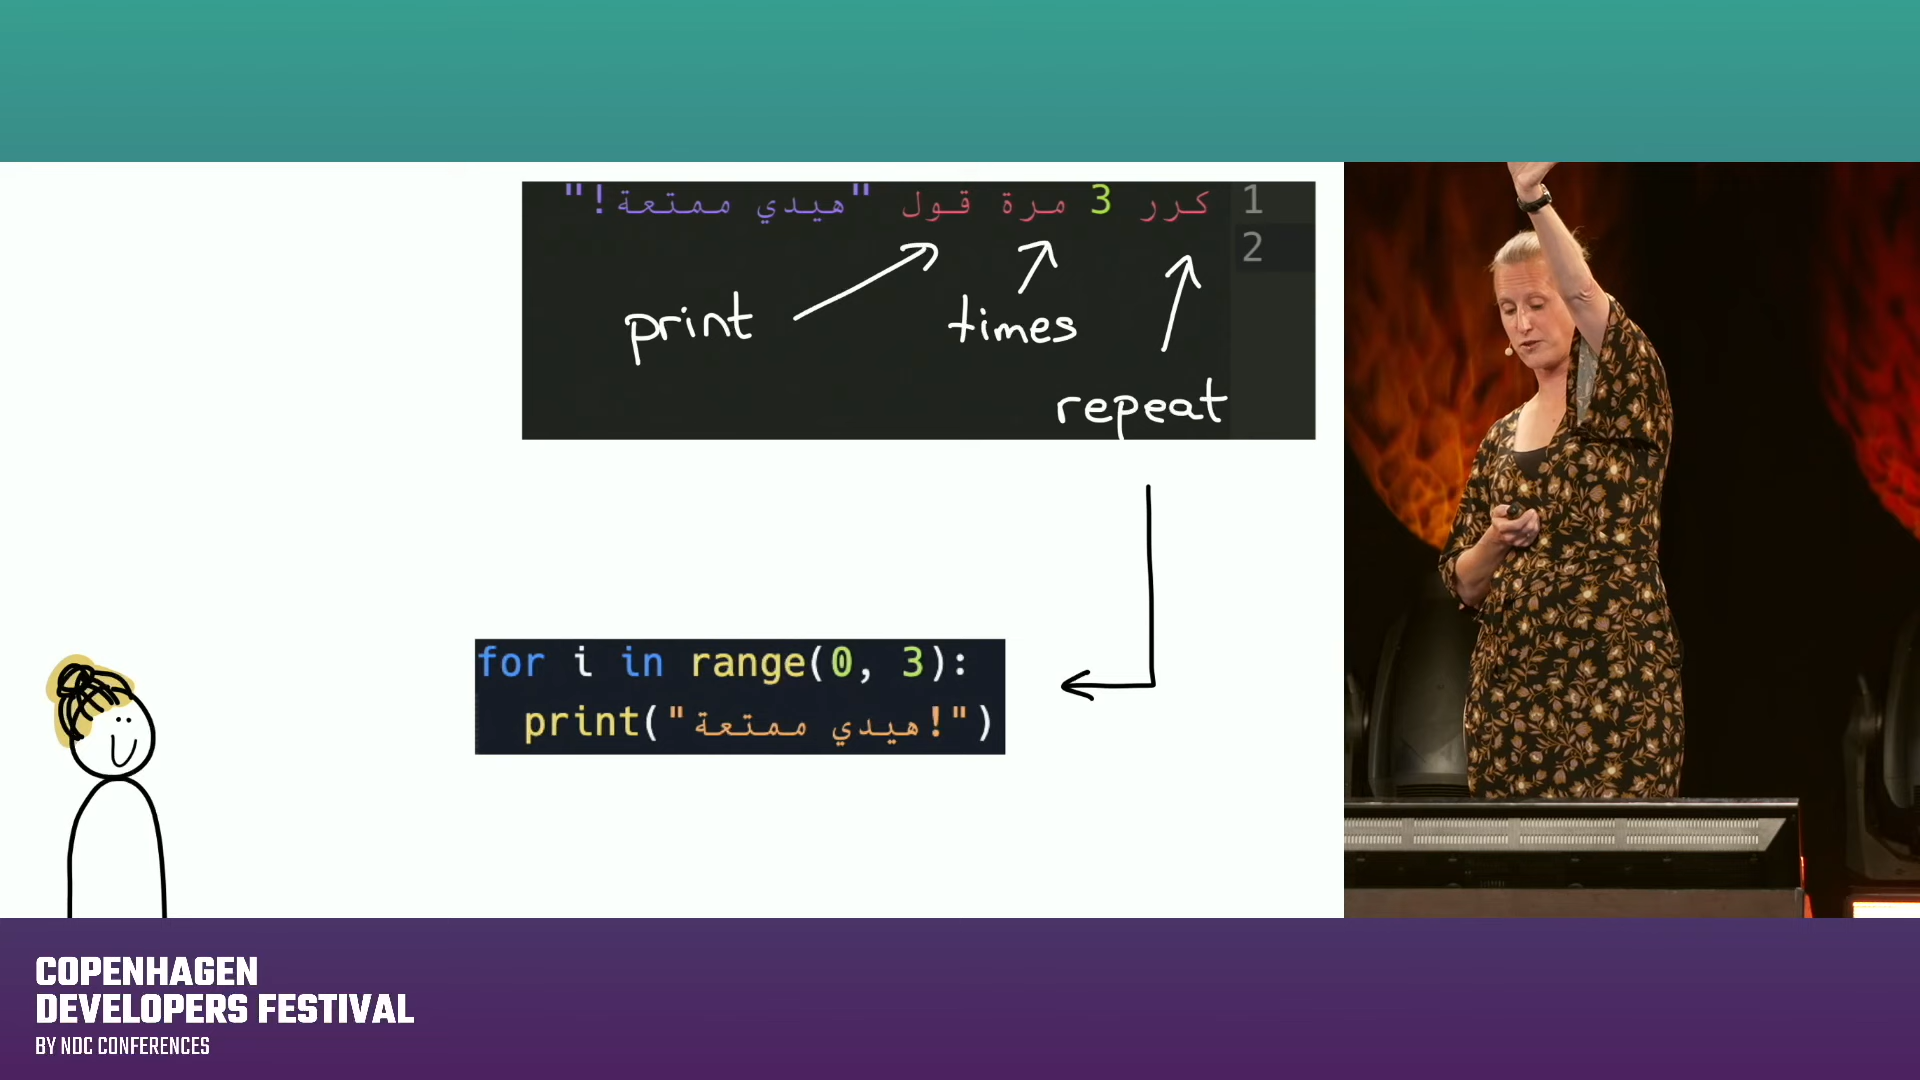 كرر 3 مرة قول "هيدي ممتعة!" 1
2
print
times
repeat
for i in range(0, 3):
print("هيدي ممتعة!")
COPENHAGEN
DEVELOPERS FESTIVAL
BY NDC CONFERENCES